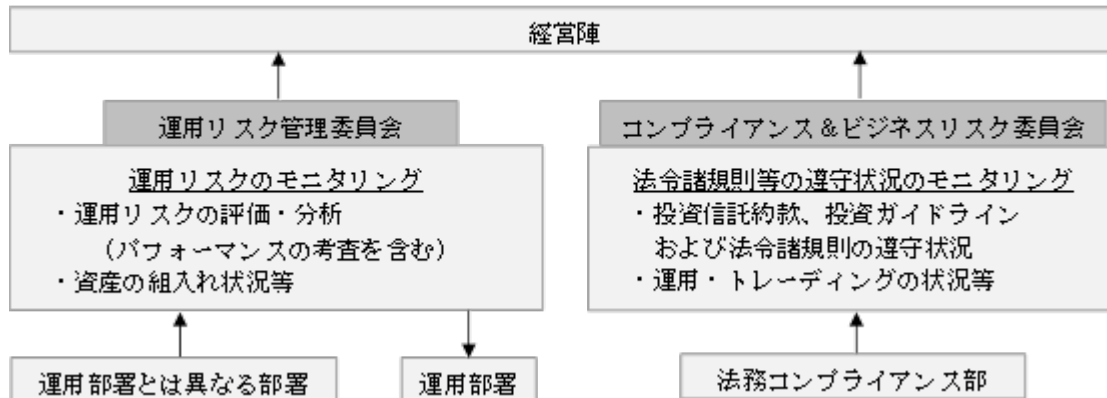 経営陣
運用リスク管理委員会
コンプライアンス&ビジネスリスク委員会
運用リスクのモニタリング
・運用リスクの評価・分析
(パフォーマンスの考査を含む)
・資産の組入れ状況等
法令諸規則等の遵守状況のモニタリング
・投資信託約款、投資ガイドライン
および法令諸規則の遵守状況
・運用・トレーディングの状況等
運用部署とは異なる部署
運用部署
法務コンプライアンス部